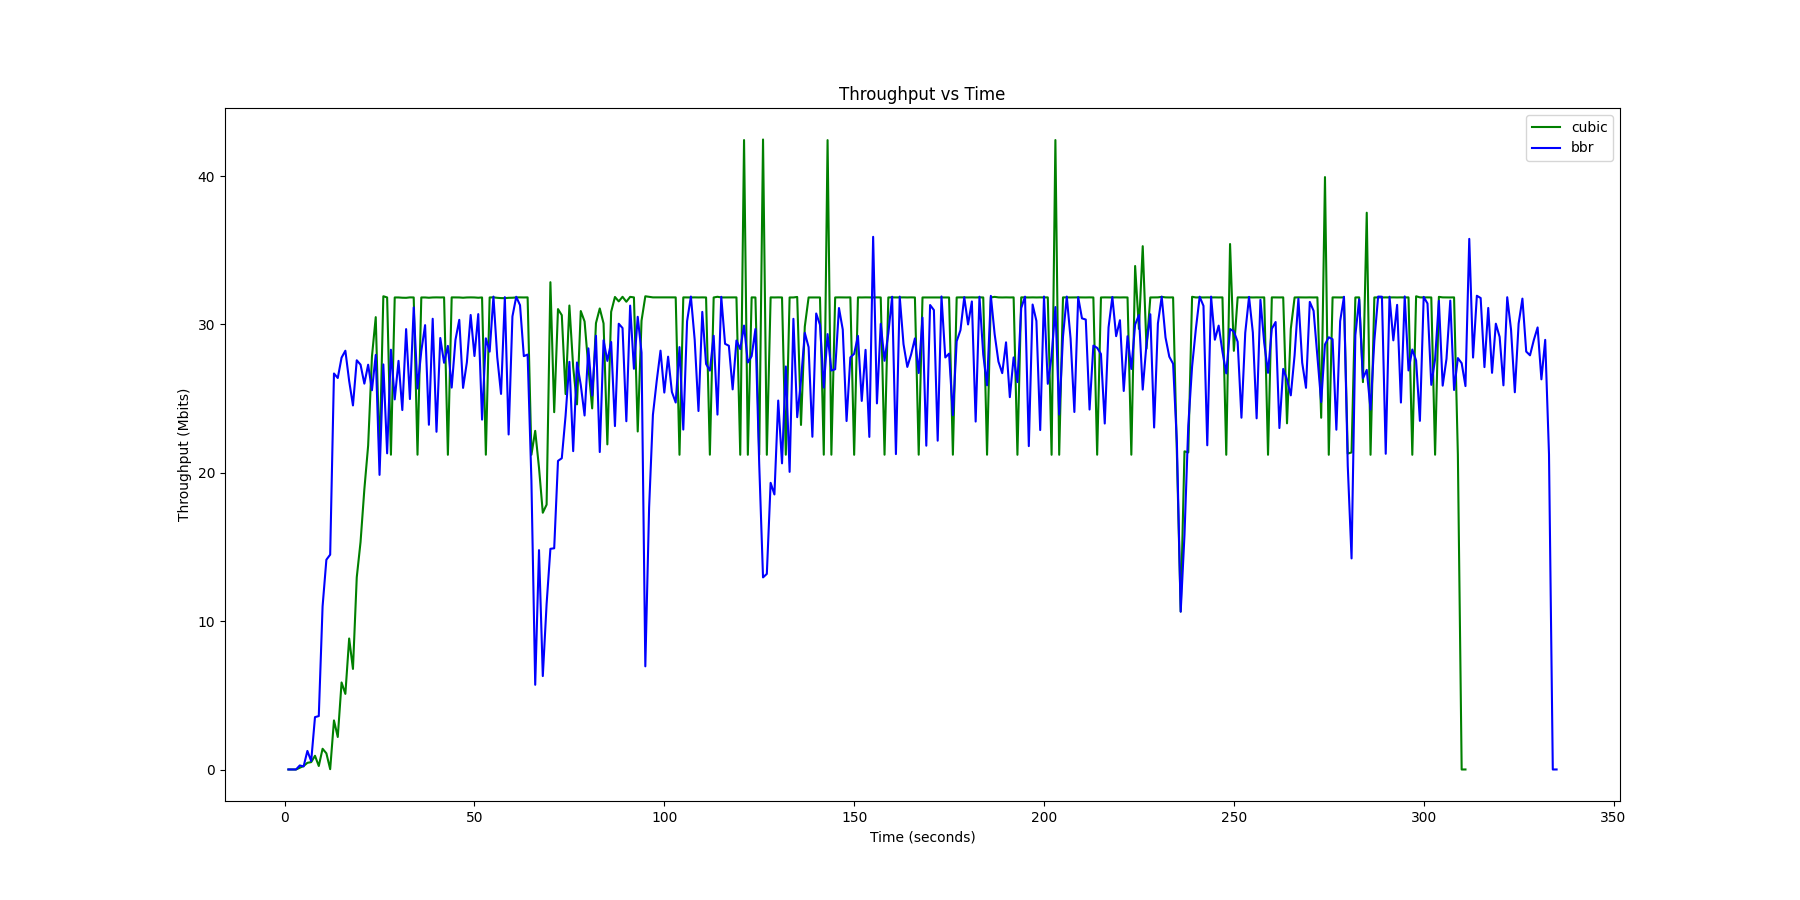 Throughput vs Time
cubic
bbr
Throughput (Mbits)
40
30
20
10
0
0 50 100 150 200 250 300 350
Time (seconds)